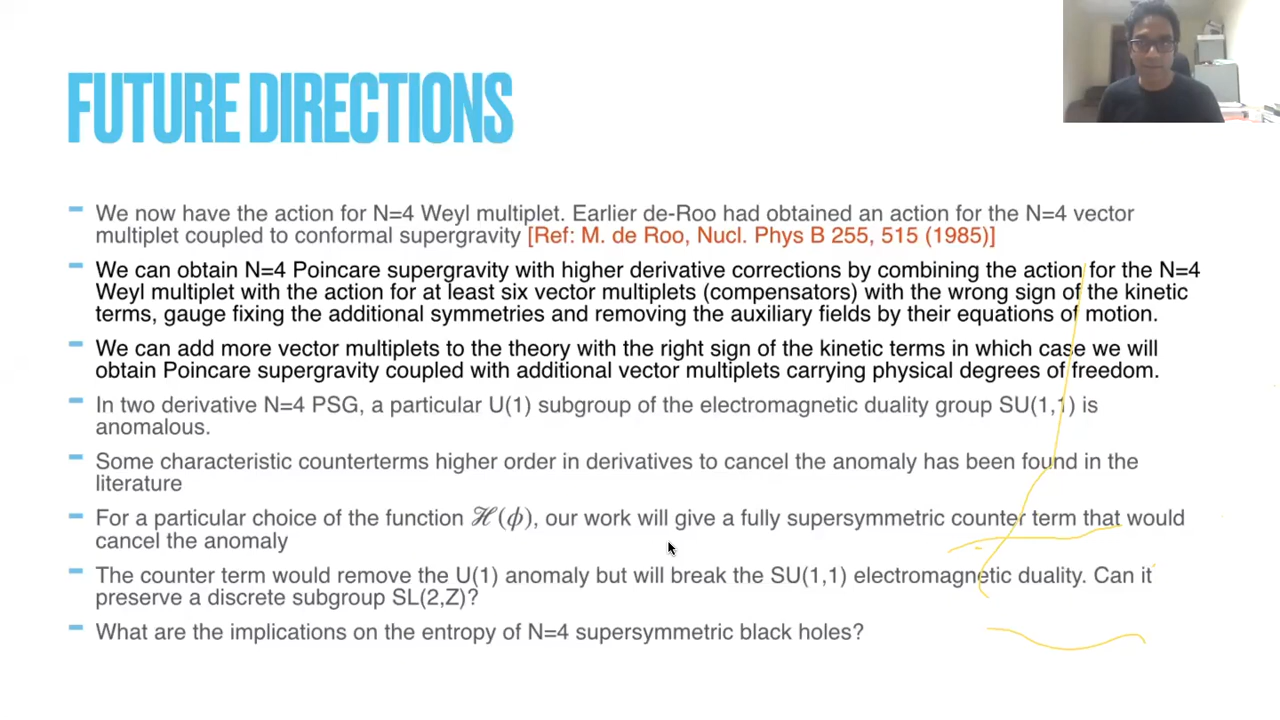 FUTURE DIRECTIONS
- We now have the action for N=4 Weyl multiplet. Earlier de-Roo had obtained an action for the N=4 vector
multiplet coupled to conformal supergravity [Ref: M. de Roo, Nucl. Phys B 255, 515 (1985)]
- We can obtain N=4 Poincare supergravity with higher derivative corrections by combining the action for the N=4
Weyl multiplet with the action for at least six vector multiplets (compensators) with the wrong sign of the kinetic
terms, gauge fixing the additional symmetries and removing the auxiliary fields by their equations of motion.
- We can add more vector multiplets to the theory with the right sign of the kinetic terms in which case we will
obtain Poincare supergravity coupled with additional vector multiplets carrying physical degrees of freedom.
- In two derivative N=4 PSG, a particular U(1) subgroup of the electromagnetic duality group SU(1,1) is
anomalous.
- Some characteristic counterterms higher order in derivatives to cancel the anomaly has been found in the
literature
- For a particular choice of the function ℋ(ϕ), our work will give a fully supersymmetric counter term that would
cancel the anomaly
- The counter term would remove the U(1) anomaly but will break the SU(1,1) electromagnetic duality. Can it
preserve a discrete subgroup SL(2,Z)?
- What are the implications on the entropy of N=4 supersymmetric black holes?